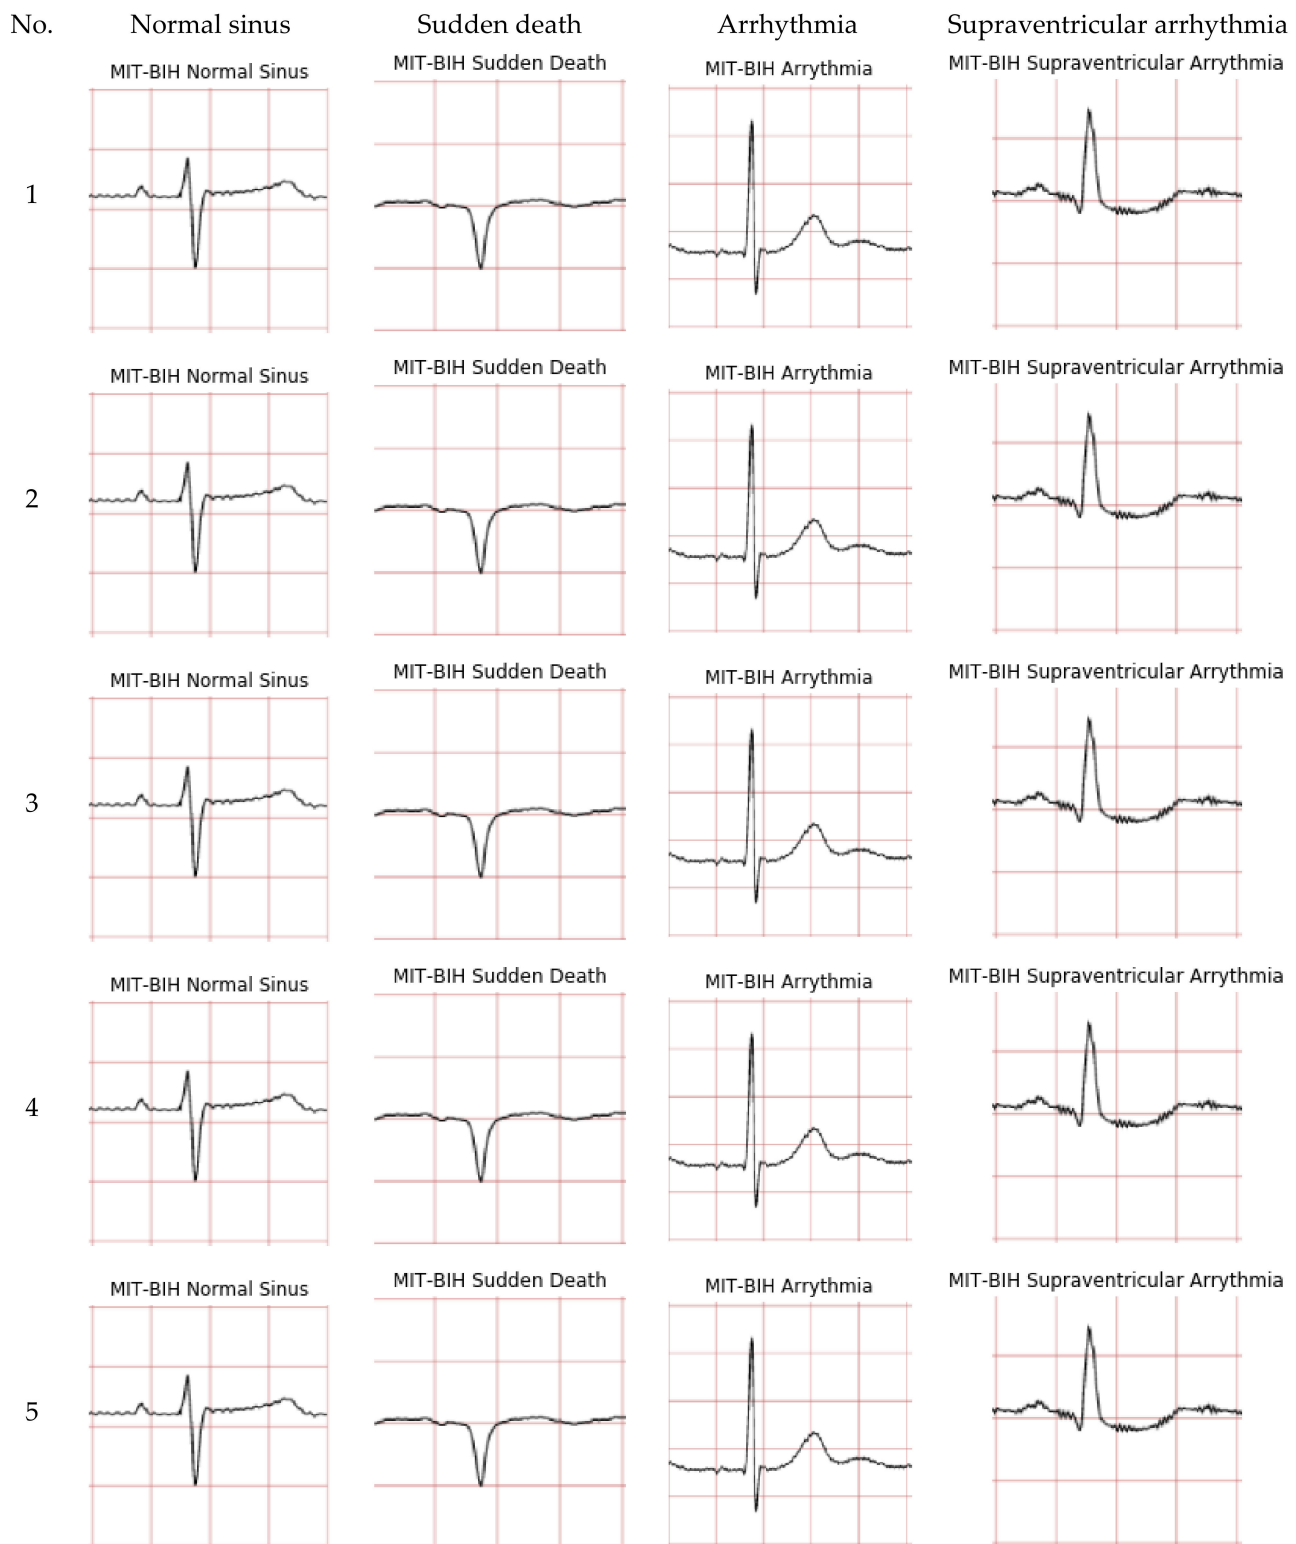 No. Normal sinus Sudden death Arrhythmia Supraventricular arrhythmia
MIT-BIH Normal Sinus MIT-BIH Sudden Death MIT-BIH Arrythmia MIT-BIH Supraventricular Arrythmia
1
MIT-BIH Normal Sinus MIT-BIH Sudden Death MIT-BIH Arrythmia MIT-BIH Supraventricular Arrythmia
2
MIT-BIH Normal Sinus MIT-BIH Sudden Death MIT-BIH Arrythmia MIT-BIH Supraventricular Arrythmia
3
MIT-BIH Normal Sinus MIT-BIH Sudden Death MIT-BIH Arrythmia MIT-BIH Supraventricular Arrythmia
4
MIT-BIH Normal Sinus MIT-BIH Sudden Death MIT-BIH Arrythmia MIT-BIH Supraventricular Arrythmia
5